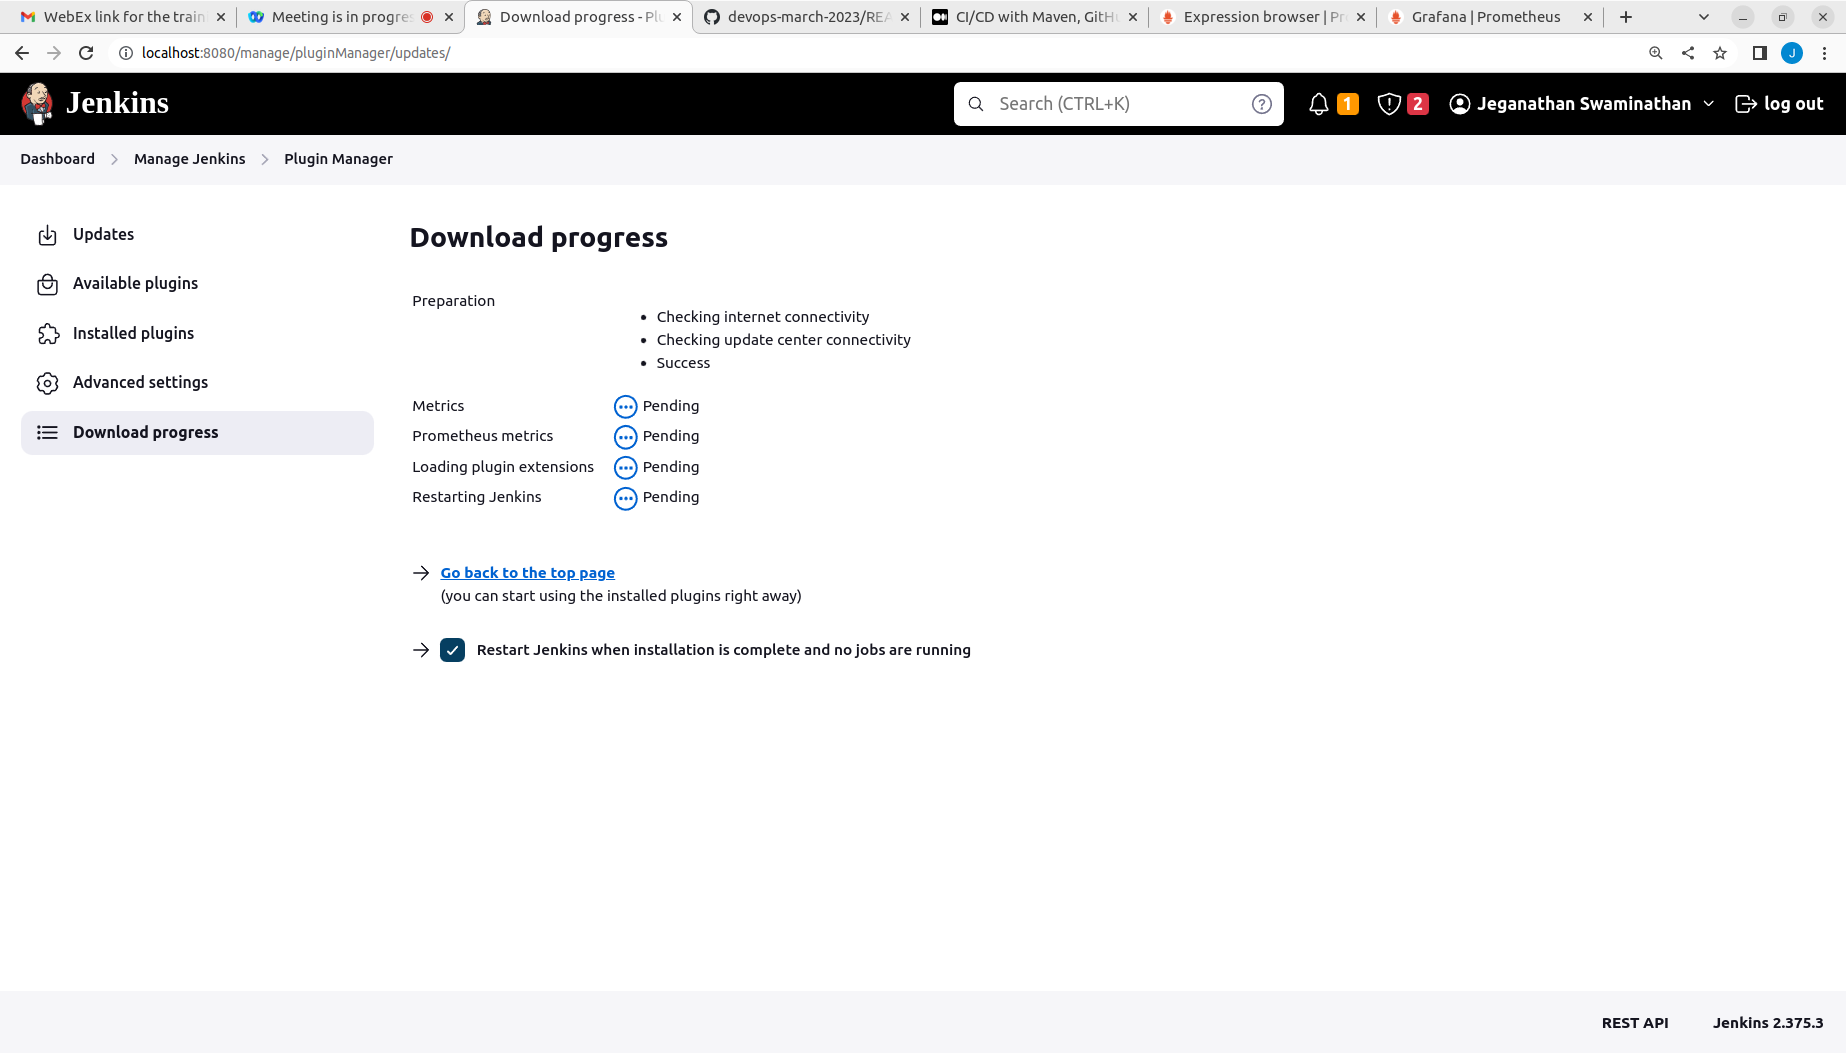 WebEx link for the train
Meeting is in progres
Download progress - Plu
devops-march-2023/REA
CI/CD with Maven, GitHu
Expression browser | Pr
Grafana | Prometheus
localhost:8080/manage/pluginManager/updates/
J
Jenkins
Search (CTRL+K)
1
2
Jeganathan Swaminathan
log out
Dashboard
Manage Jenkins
Plugin Manager
Updates
Available plugins
Installed plugins
Advanced settings
Download progress
Download progress
Preparation
Checking internet connectivity
Checking update center connectivity
Success
Metrics Pending
Prometheus metrics Pending
Loading plugin extensions Pending
Restarting Jenkins Pending
Go back to the top page
(you can start using the installed plugins right away)
Restart Jenkins when installation is complete and no jobs are running
REST API
Jenkins 2.375.3